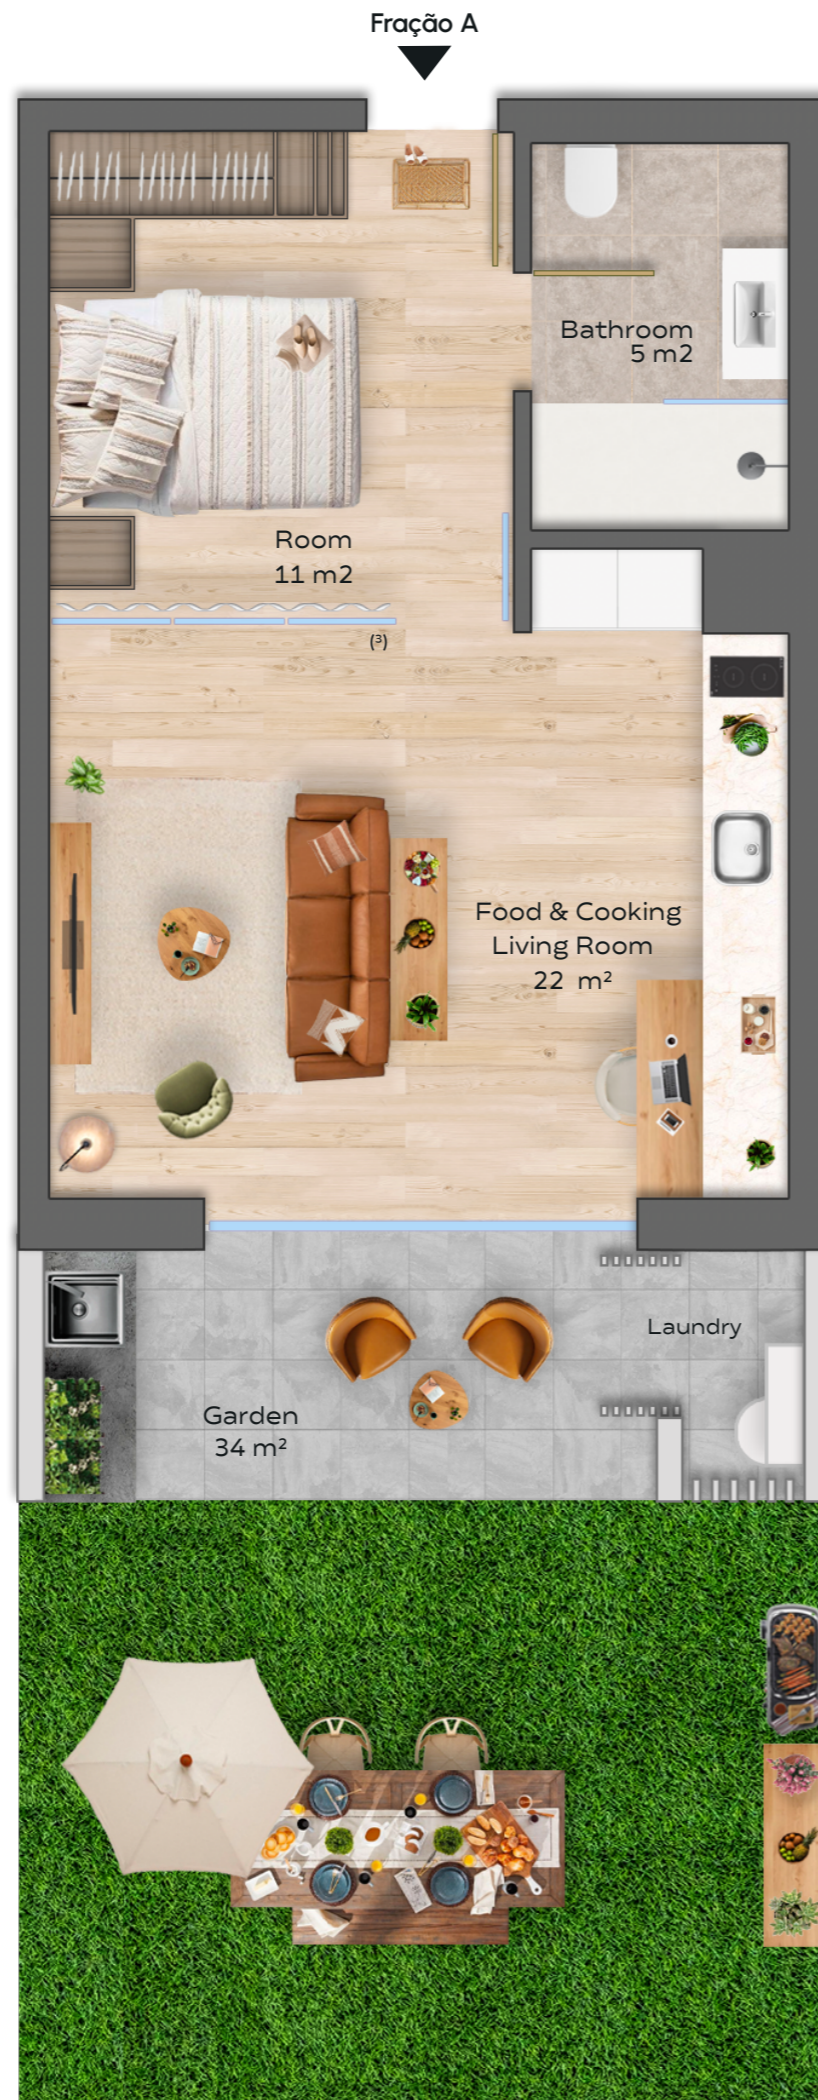 Fração A
Bathroom
5 m2
Room
11 m2
(³)
Food & Cooking
Living Room
22 m²
Laundry
Garden
34 m²